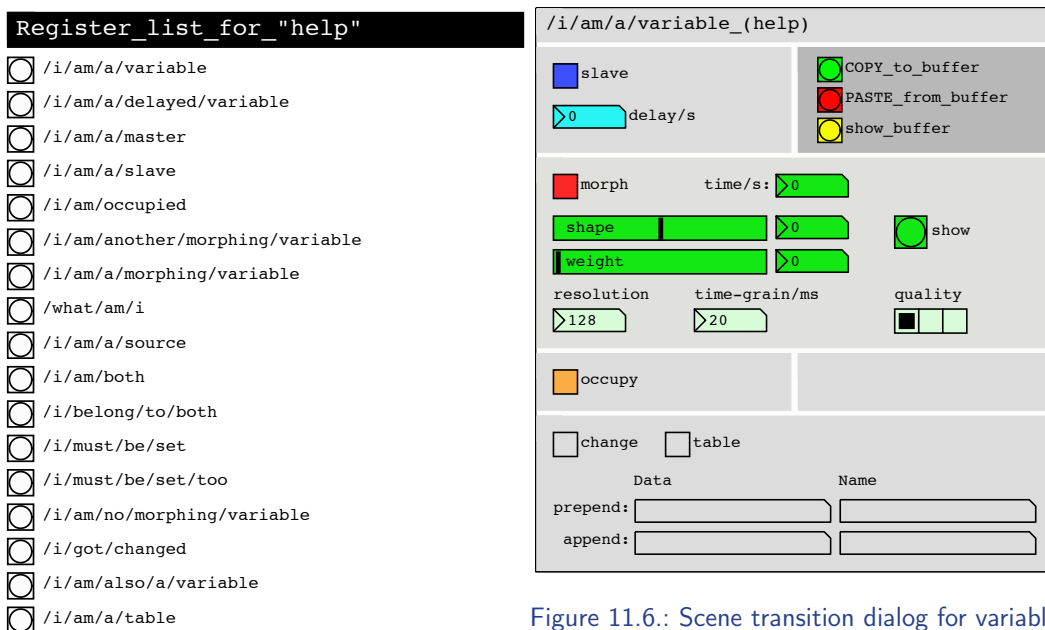 Register_list_for_"help"
/i/am/a/variable
/i/am/a/delayed/variable
/i/am/a/master
/i/am/a/slave
/i/am/occupied
/i/am/another/morphing/variable
/i/am/a/morphing/variable
/what/am/i
/i/am/a/source
/i/am/both
/i/belong/to/both
/i/must/be/set
/i/must/be/set/too
/i/am/no/morphing/variable
/i/got/changed
/i/am/also/a/variable
/i/am/a/table
/i/am/a/variable_(help)
slave
0 delay/s
COPY_to_buffer
PASTE_from_buffer
show_buffer
morph time/s: 0
shape 0
weight 0
show
resolution time-grain/ms quality
128 20
occupy
change table
Data Name
prepend:
append:
Figure 11.6.: Scene transition dialog for variabl